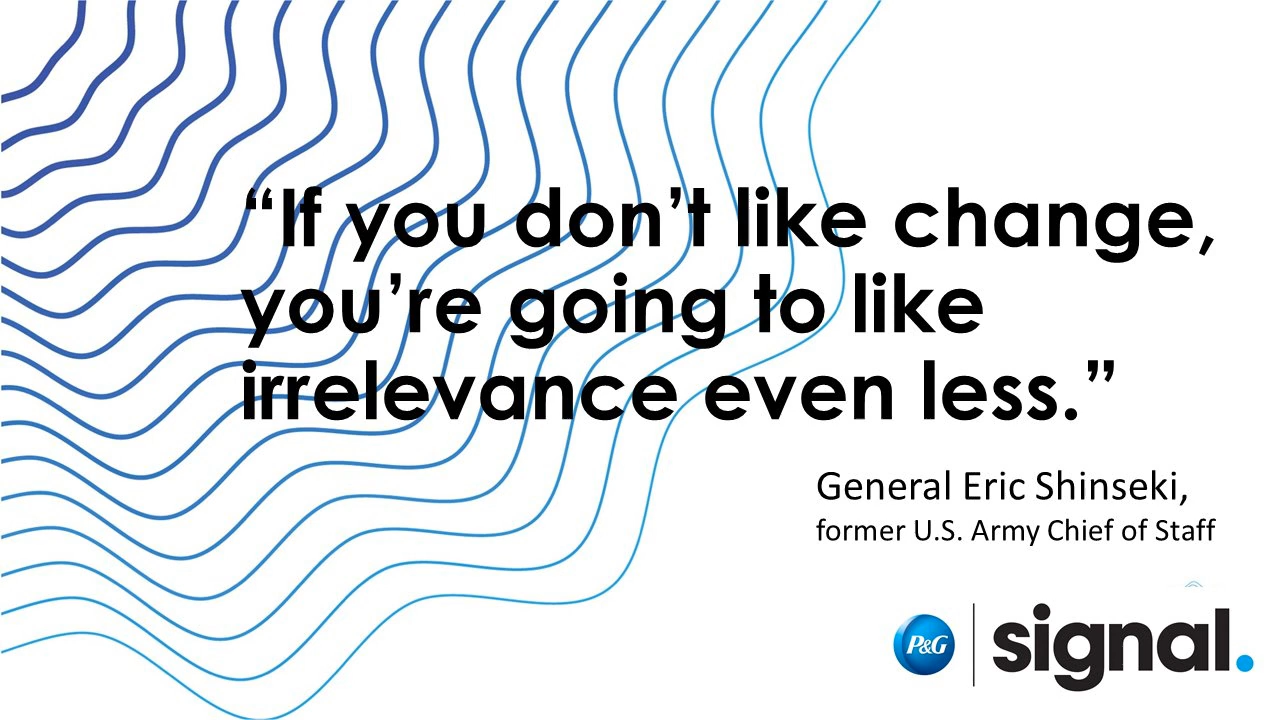 “If you don’t like change,
you’re going to like
irrelevance even less.”
General Eric Shinseki,
former U.S. Army Chief of Staff
P&G
signal.